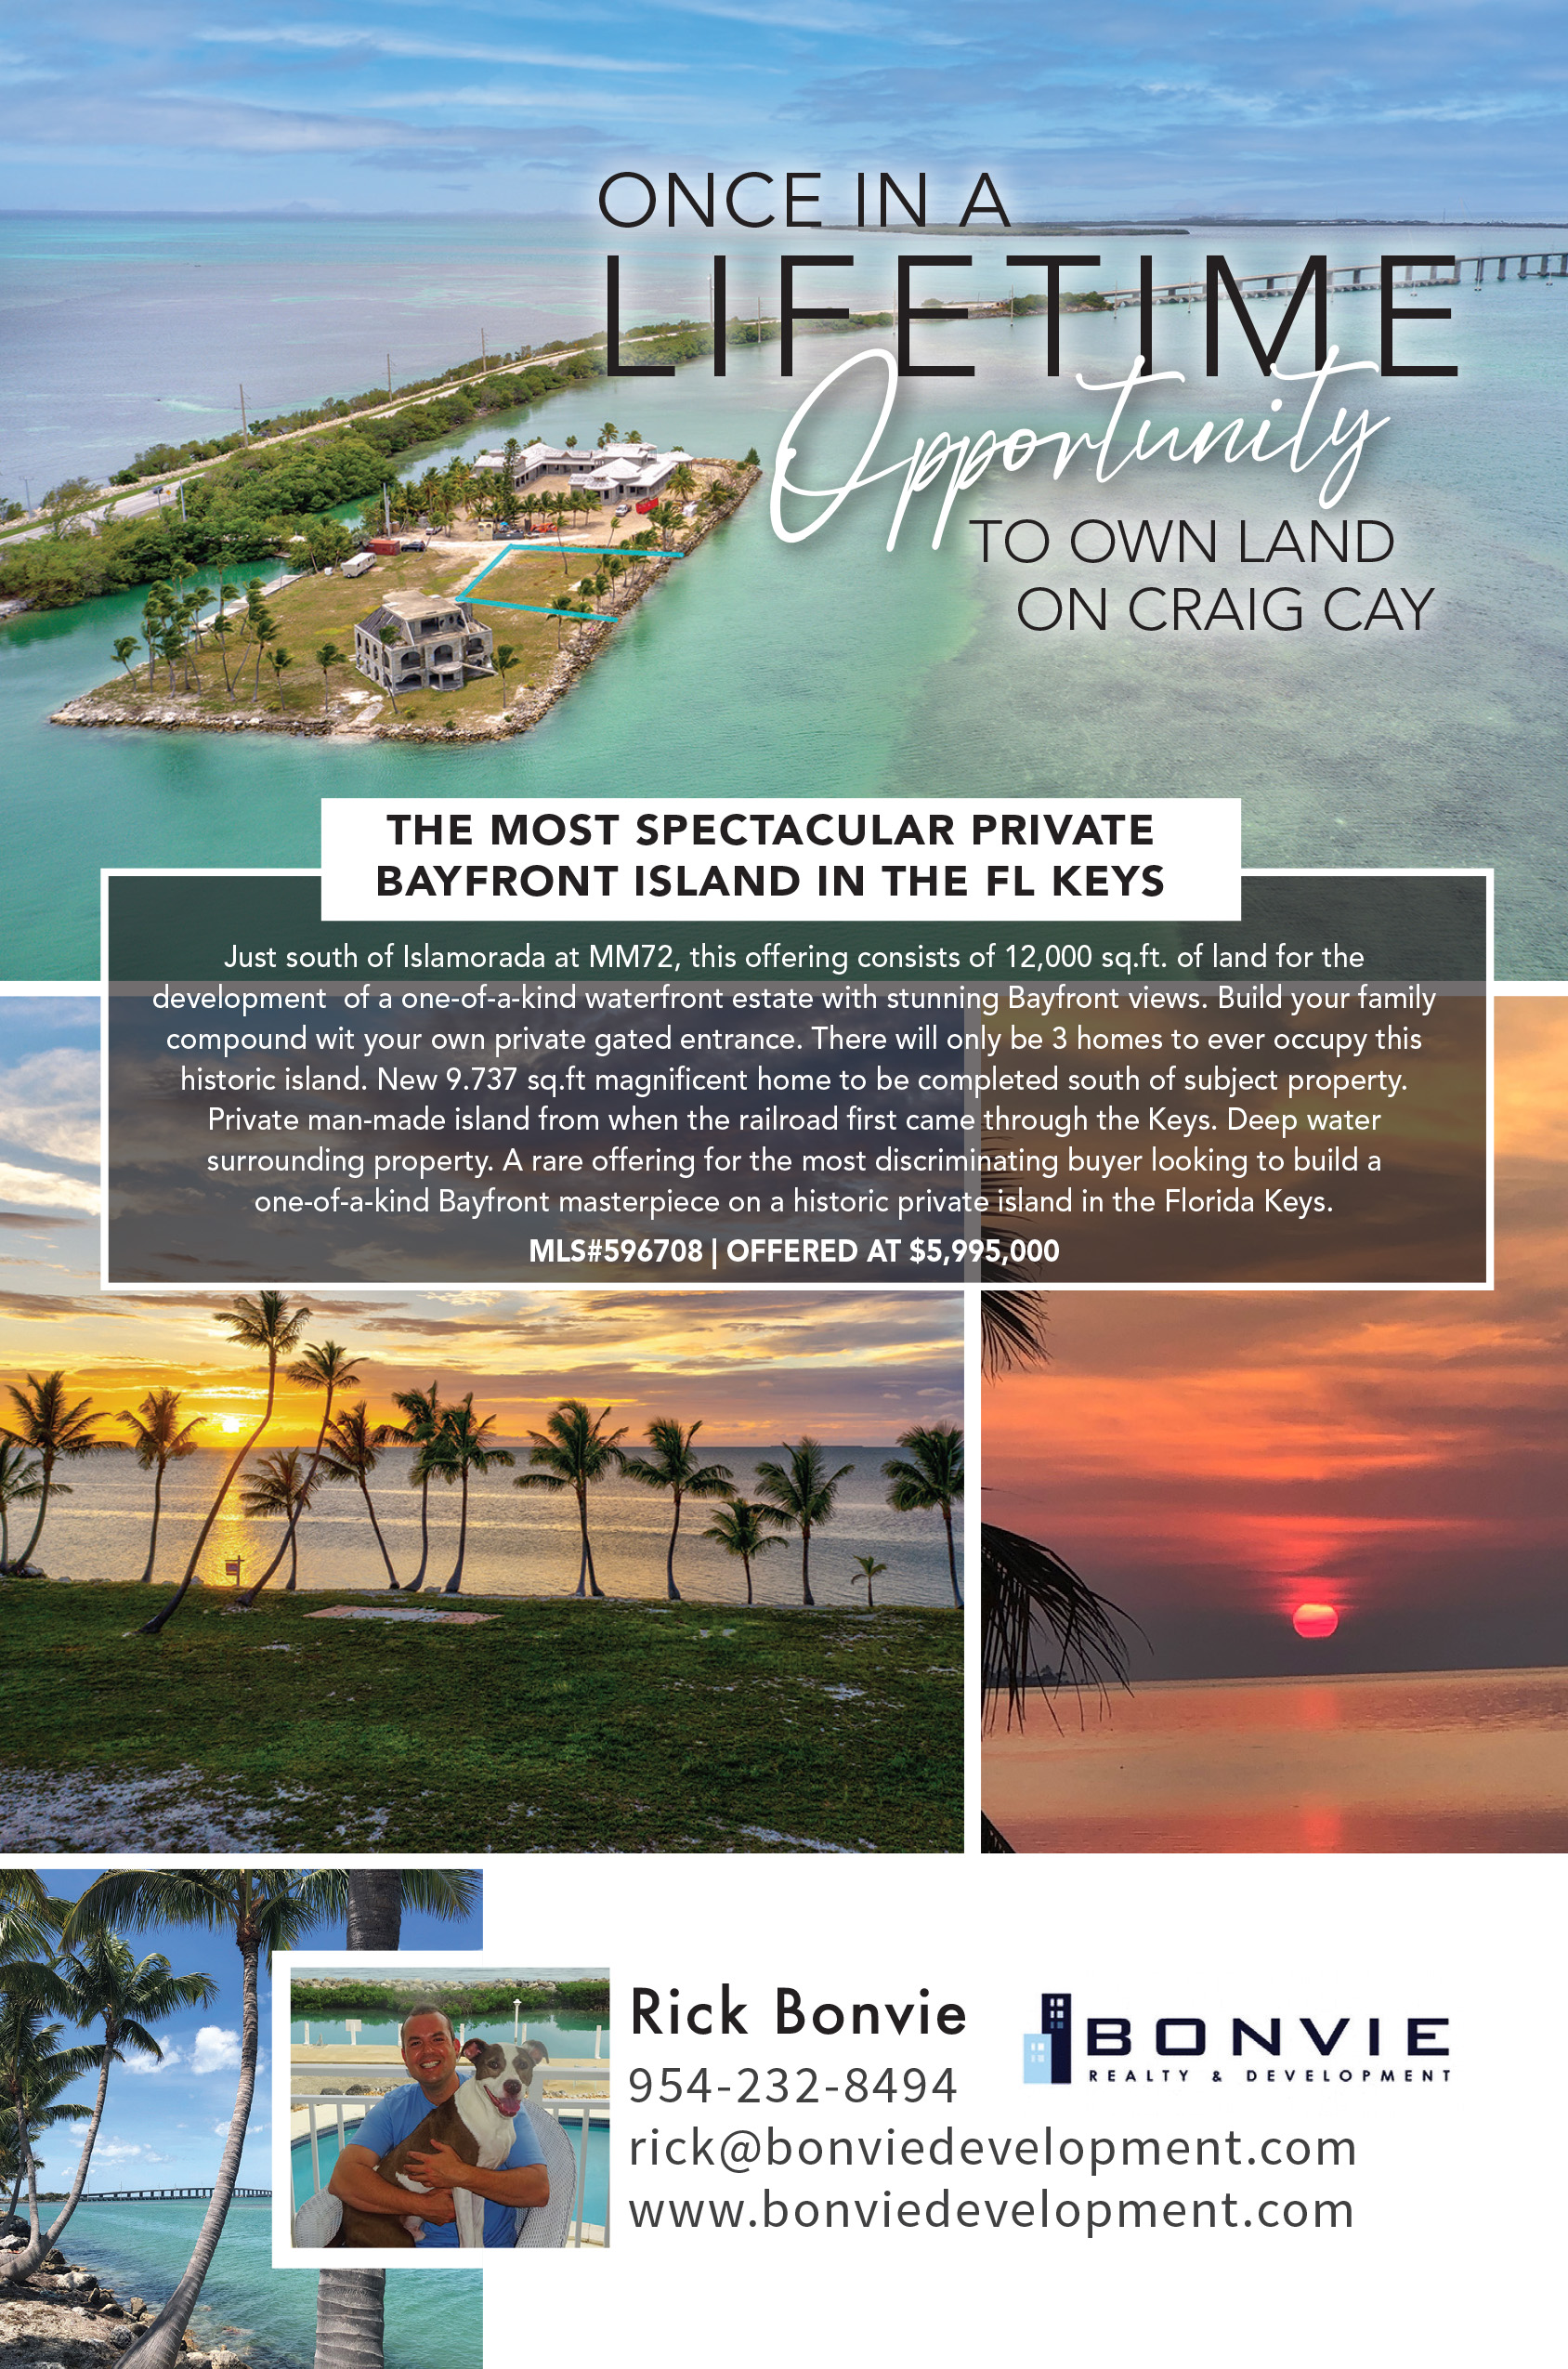 ONCE IN A
LIFETIME
Opportunity
TO OWN LAND
ON CRAIG CAY
THE MOST SPECTACULAR PRIVATE
BAYFRONT ISLAND IN THE FL KEYS
Just south of Islamorada at MM72, this offering consists of 12,000 sq.ft. of land for the
development of a one-of-a-kind waterfront estate with stunning Bayfront views. Build your family
compound wit your own private gated entrance. There will only be 3 homes to ever occupy this
historic island. New 9.737 sq.ft magnificent home to be completed south of subject property.
Private man-made island from when the railroad first came through the Keys. Deep water
surrounding property. A rare offering for the most discriminating buyer looking to build a
one-of-a-kind Bayfront masterpiece on a historic private island in the Florida Keys.
MLS#596708 | OFFERED AT $5,995,000
Rick Bonvie
954-232-8494
rick@bonviedevelopment.com
www.bonviedevelopment.com
BONVIE
REALTY & DEVELOPMENT